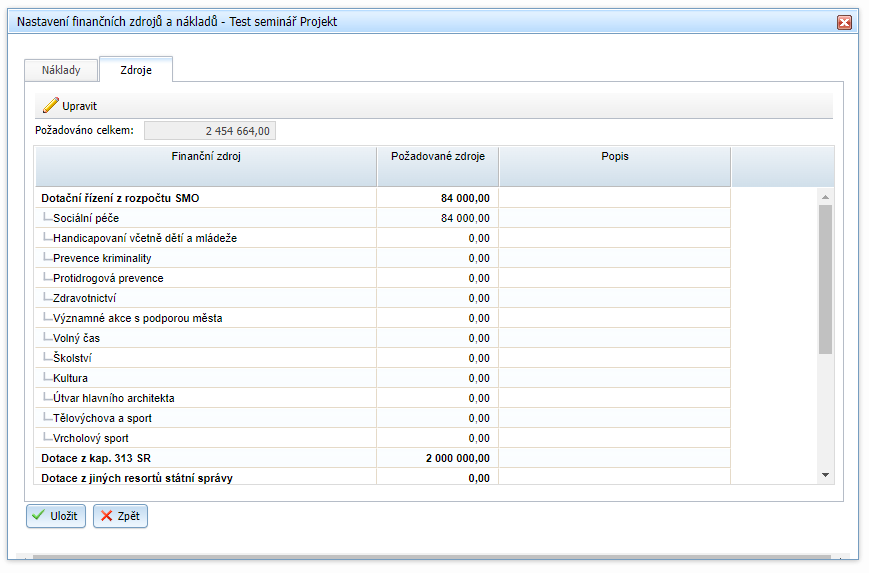 Nastavení finančních zdrojů a nákladů - Test seminář Projekt
Náklady Zdroje
Upravit
Požadováno celkem: 2 454 664,00
Finanční zdroj Požadované zdroje Popis
Dotační řízení z rozpočtu SMO 84 000,00
Sociální péče 84 000,00
Handicapovaní včetně dětí a mládeže 0,00
Prevence kriminality 0,00
Protidrogová prevence 0,00
Zdravotnictví 0,00
Významné akce s podporou města 0,00
Volný čas 0,00
Školství 0,00
Kultura 0,00
Útvar hlavního architekta 0,00
Tělovýchova a sport 0,00
Vrcholový sport 0,00
Dotace z kap. 313 SR 2 000 000,00
Dotace z jiných resortů státní správy 0,00
Uložit Zpět